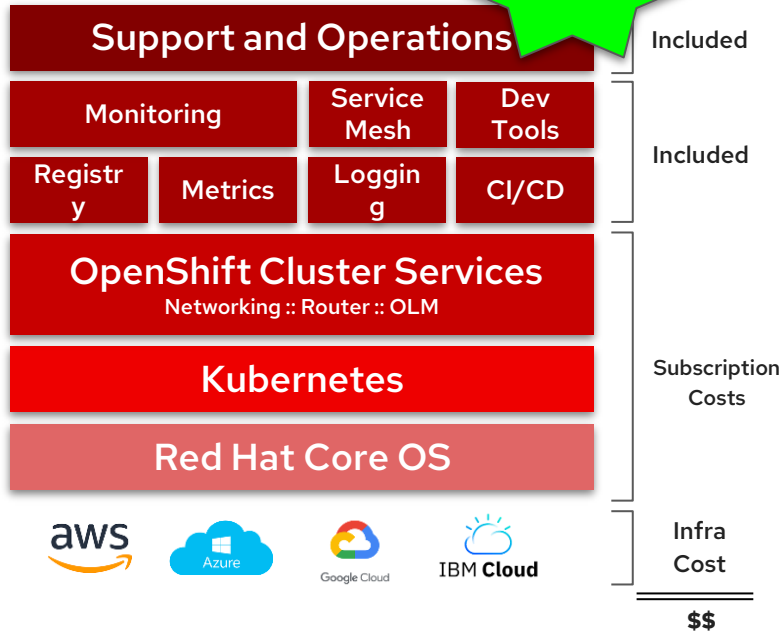 Support and Operations
Included
Monitoring
Service
Mesh
Dev
Tools
Included
Registr
y
Metrics
Loggin
g
CI/CD
OpenShift Cluster Services
Networking :: Router :: OLM
Subscription
Costs
Kubernetes
Red Hat Core OS
aws
Azure
Google Cloud
IBM Cloud
Infra
Cost
$$